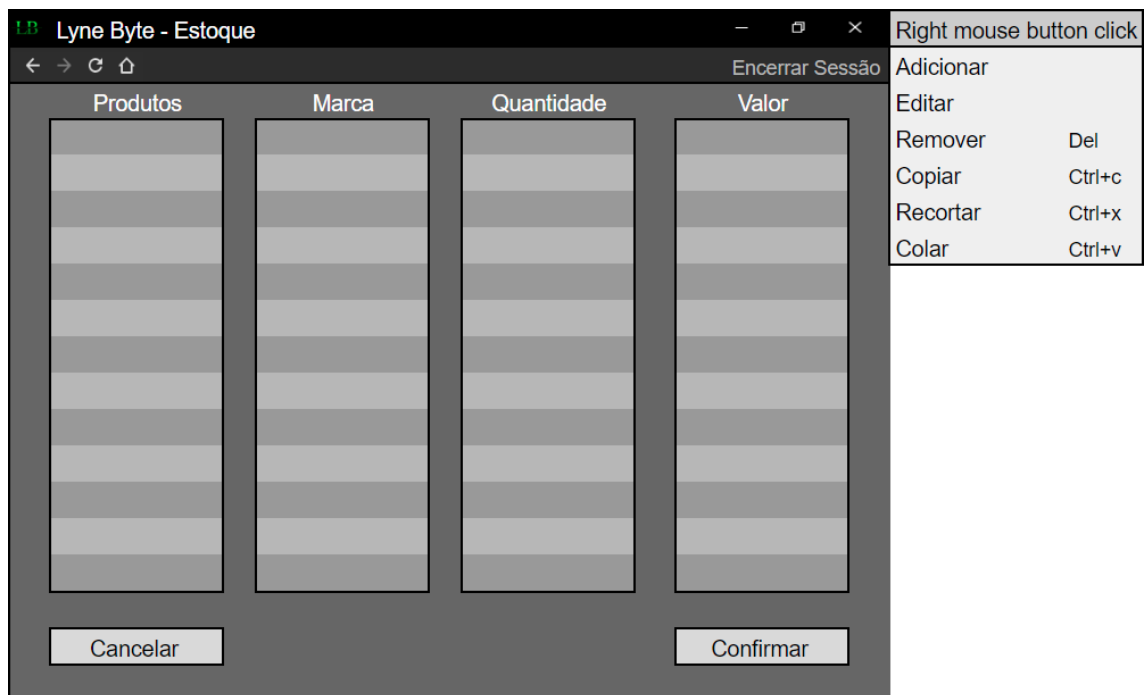 LB Lyne Byte - Estoque
Encerrar Sessão
Produtos Marca Quantidade Valor
Cancelar Confirmar
Right mouse button click
Adicionar
Editar
Remover Del
Copiar Ctrl+c
Recortar Ctrl+x
Colar Ctrl+v